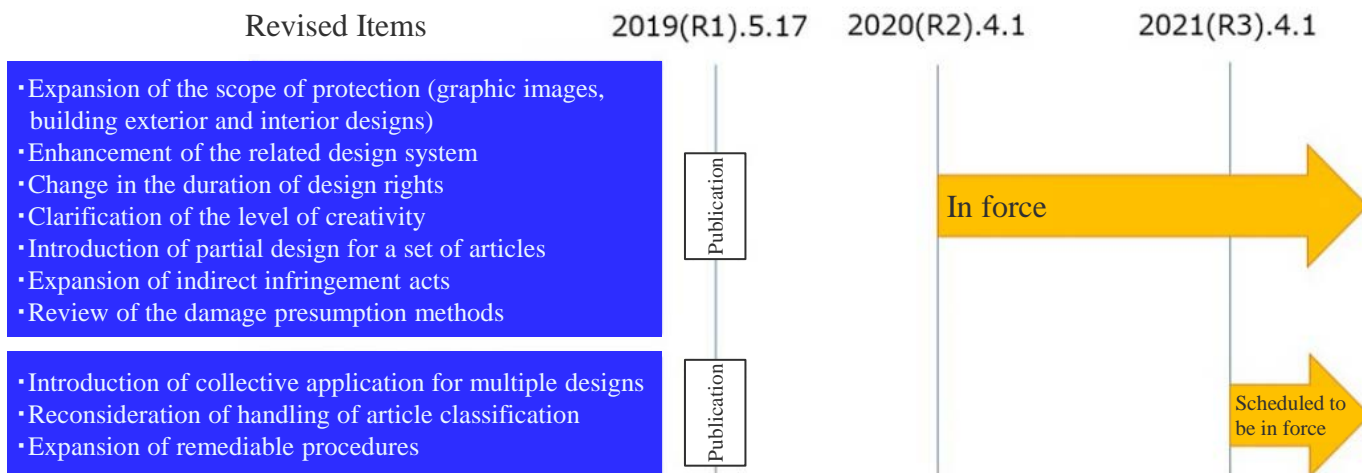 Revised Items
2019(R1).5.17
2020(R2).4.1
2021(R3).4.1
・Expansion of the scope of protection (graphic images,
building exterior and interior designs)
・Enhancement of the related design system
・Change in the duration of design rights
・Clarification of the level of creativity
・Introduction of partial design for a set of articles
・Expansion of indirect infringement acts
・Review of the damage presumption methods
Publication
In force
・Introduction of collective application for multiple designs
・Reconsideration of handling of article classification
・Expansion of remediable procedures
Publication
Scheduled to
be in force